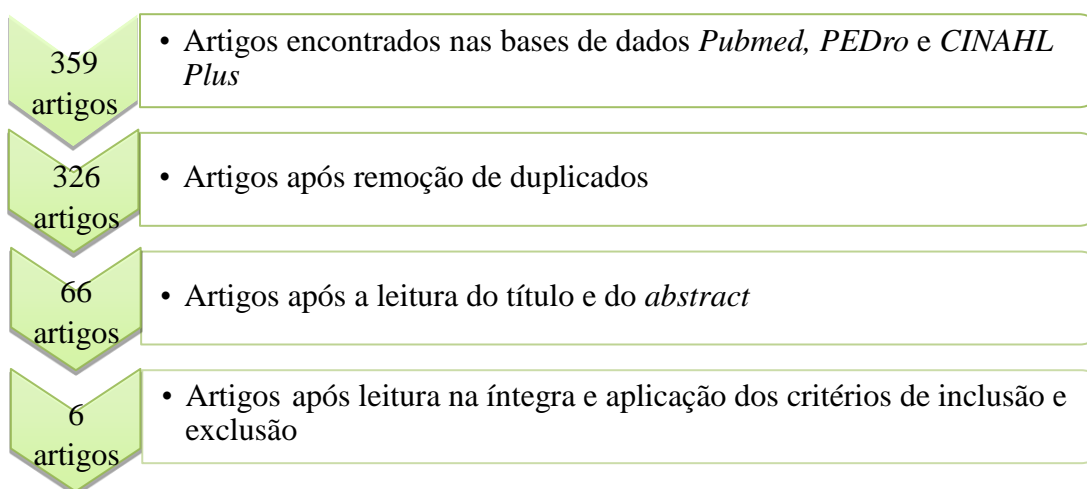 359
artigos
• Artigos encontrados nas bases de dados Pubmed, PEDro e CINAHL
Plus
326
artigos
• Artigos após remoção de duplicados
66
artigos
• Artigos após a leitura do título e do abstract
6
artigos
• Artigos após leitura na íntegra e aplicação dos critérios de inclusão e
exclusão